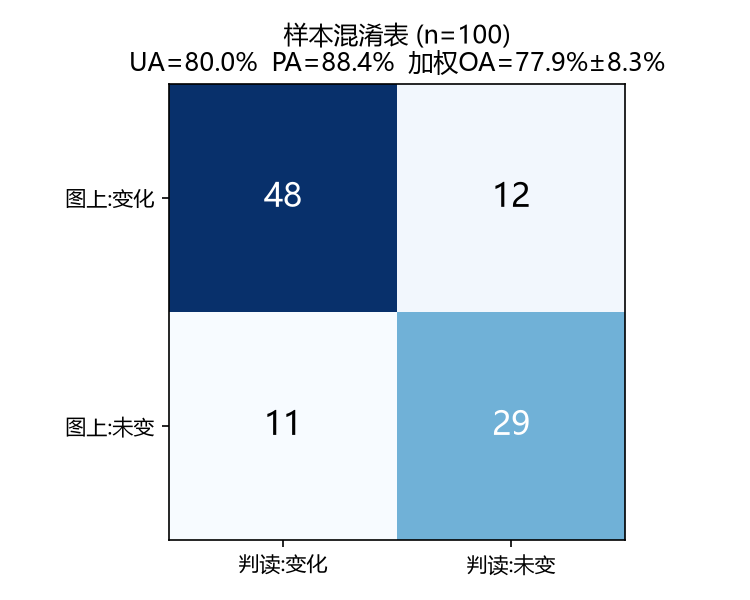 样本混淆表 (n=100)
UA=80.0%  PA=88.4%  加权OA=77.9%±8.3%
图上:变化
48
12
图上:未变
11
29
判读:变化
判读:未变